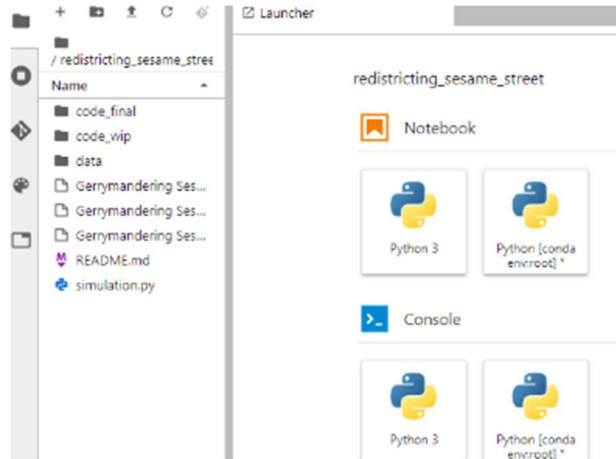 Launcher
/ redistricting_sesame_stree
Name
code_final
code_wip
data
Gerrymandering Ses...
Gerrymandering Ses...
Gerrymandering Ses...
README.md
simulation.py
redistricting_sesame_street
Notebook
Python 3
Python [conda
env:root] *
Console
Python 3
Python [conda
env:root] *